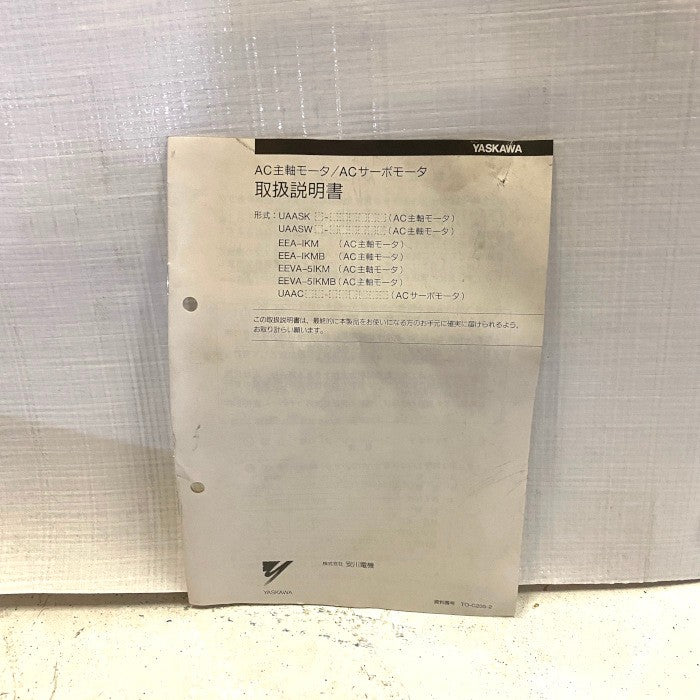 YASKAWA
AC主軸モータ/ACサーボモータ
取扱説明書
形式：UAASK □-□□□□□□（AC主軸モータ）
UAASW□-□□□□□□（AC主軸モータ）
EEA-IKM （AC主軸モータ）
EEA-IKMB （AC主軸モータ）
EEVA-5IKM （AC主軸モータ）
EEVA-5IKMB（AC主軸モータ）
UAAC□□-□□□□□□（ACサーボモータ）
この取扱説明書は、最終的に本製品をお使いになる方のお手元に確実に届けられるよう、
お取り計らい願います。
株式会社 安川電機
YASKAWA
資料番号 TO-C235-2